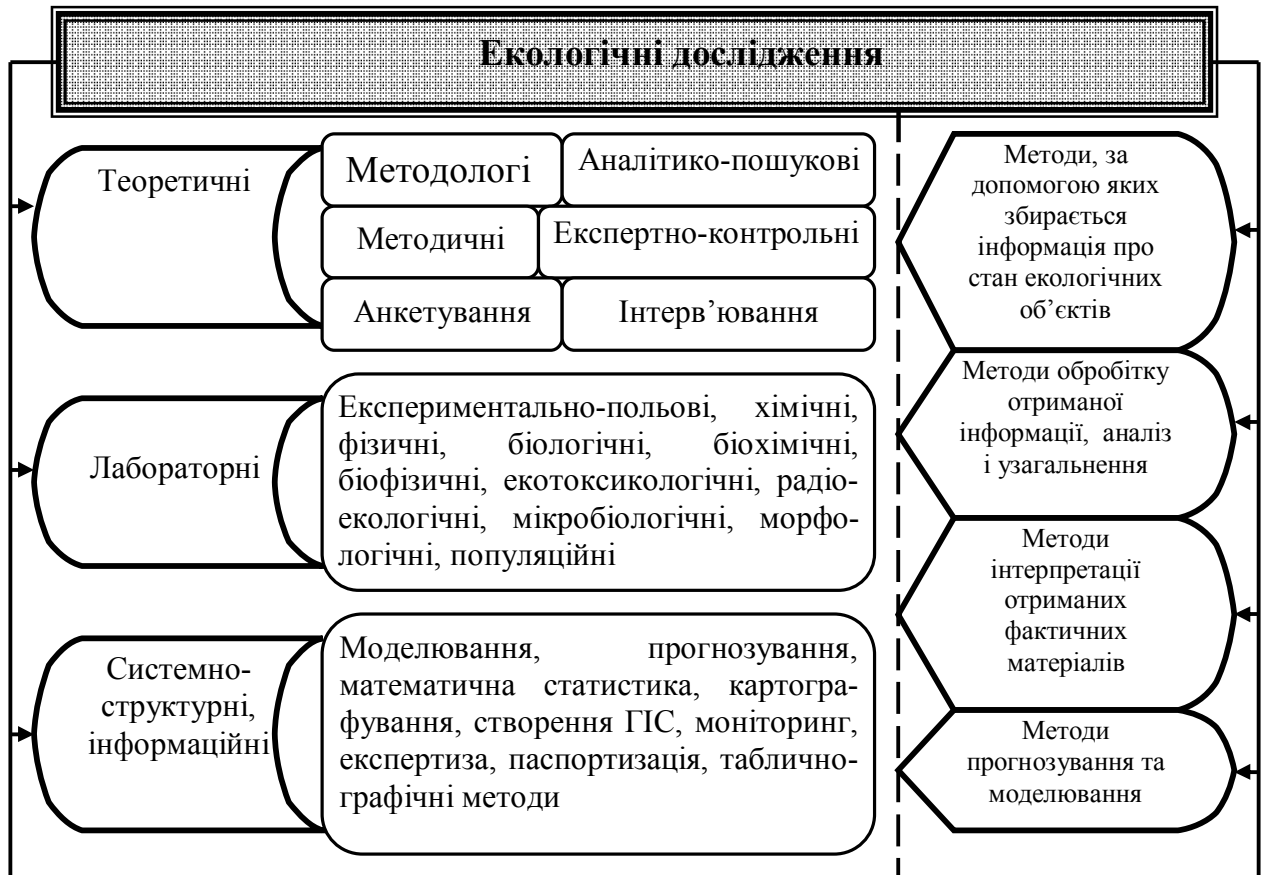 Екологічні дослідження
Теоретичні
Методологі
Аналітико-пошукові
Методичні
Експертно-контрольні
Анкетування
Інтерв’ювання
Лабораторні
Експериментально-польові, хімічні,
фізичні, біологічні, біохімічні,
біофізичні, екотоксикологічні, радіо-
екологічні, мікробіологічні, морфо-
логічні, популяційні
Системно-
структурні,
інформаційні
Моделювання, прогнозування,
математична статистика, картогра-
фування, створення ГІС, моніторинг,
експертиза, паспортизація, таблично-
графічні методи
Методи, за
допомогою яких
збирається
інформація про
стан екологічних
об’єктів
Методи обробітку
отриманої
інформації, аналіз
і узагальнення
Методи
інтерпретації
отриманих
фактичних
матеріалів
Методи
прогнозування та
моделювання